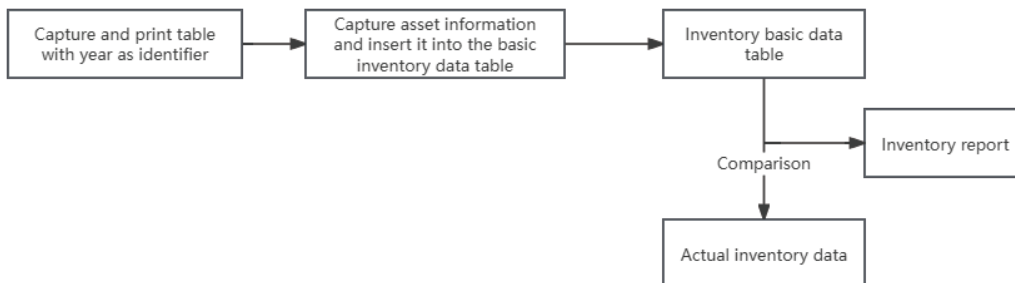 Capture and print table
with year as identifier
Capture asset information
and insert it into the basic
inventory data table
Inventory basic data
table
Inventory report
Comparison
Actual inventory data